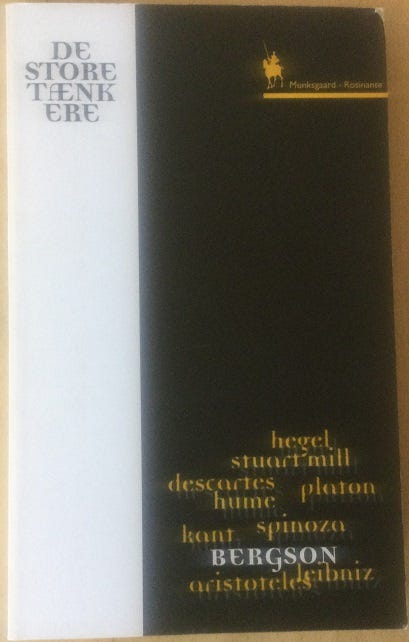 DE
STORE
TÆNK
ERE
Munksgaard · Rosinante
hegel
stuart mill
descartes platon
hume
kant spinoza
BERGSON
leibniz
aristoteles